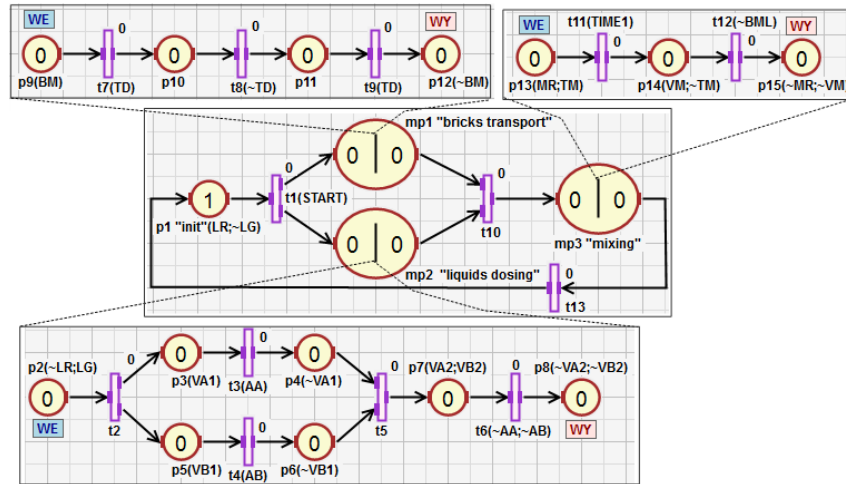 WE
0
0
0
WY
0 0 0 0
p9(BM)
t7(TD)
p10
t8(~TD)
p11
t9(TD)
p12(~BM)
WE
t11(TIME1)
t12(~BML)
WY
0
0
0 0 0
p13(MR;TM)
p14(VM;~TM)
p15(~MR;~VM)
mp1 "bricks transport"
0 0
0
0
1
t1(START)
t10
0 0
p1 "init"(LR;~LG)
mp3 "mixing"
0 0
mp2 "liquids dosing"
0
t13
p2(~LR;LG)
0
0
0
0
0
p7(VA2;VB2)
0
p8(~VA2;~VB2)
p3(VA1)
t3(AA)
p4(~VA1)
0
0
0
WE
t2
t5
t6(~AA;~AB)
WY
0
0
0
p5(VB1)
t4(AB)
p6(~VB1)